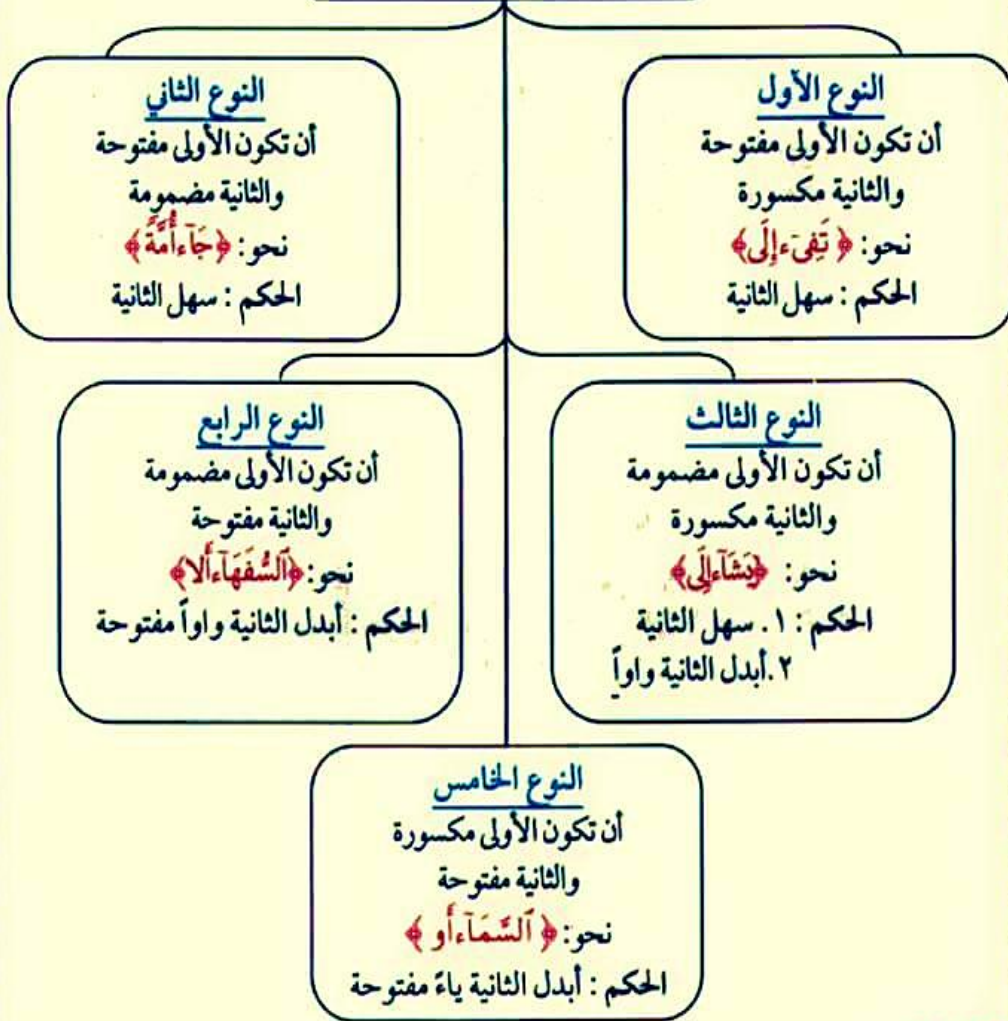 النوع الأول
أن تكون الأولى مفتوحة
والثانية مكسورة
نحو: ﴿ تَفِىٓءَ إِلَى﴾
الحكم : سهل الثانية
النوع الثاني
أن تكون الأولى مفتوحة
والثانية مضمومة
نحو: ﴿جَآءَ أُمَّةً﴾
الحكم : سهل الثانية
النوع الثالث
أن تكون الأولى مضمومة
والثانية مكسورة
نحو: ﴿يَشَآءُ إِلَى﴾
الحكم : ١. سهل الثانية
٢. أبدل الثانية واواً
النوع الرابع
أن تكون الأولى مضمومة
والثانية مفتوحة
نحو: ﴿ٱلسُّفَهَآءُ أَلَا﴾
الحكم : أبدل الثانية واواً مفتوحة
النوع الخامس
أن تكون الأولى مكسورة
والثانية مفتوحة
نحو: ﴿ ٱلسَّمَآءِ أَو ﴾
الحكم : أبدل الثانية ياءً مفتوحة